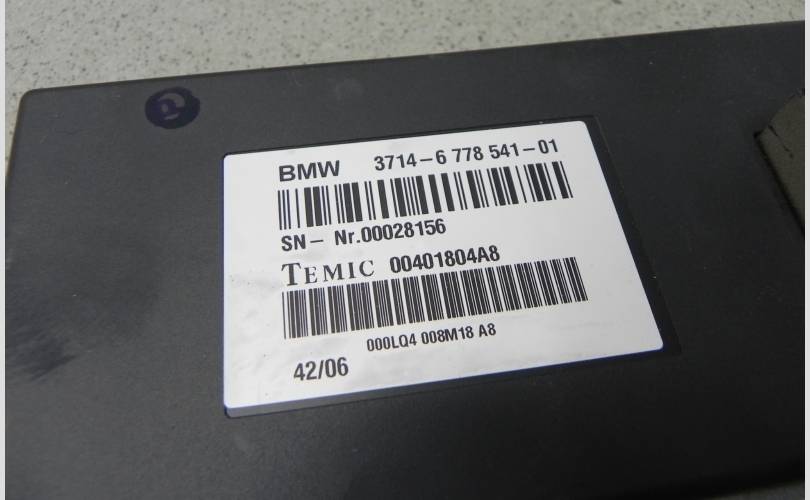 BMW 3714-6 778 541-01
SN- Nr.00028156
TEMIC 00401804A8
000LQ4 008M18 A8
42/06